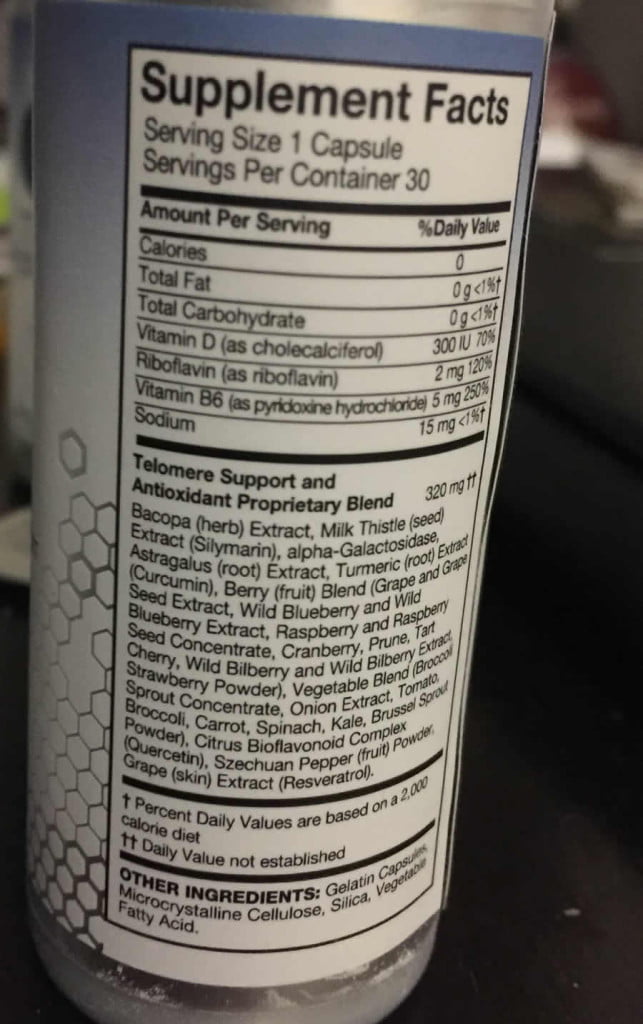 Supplement Facts
Serving Size 1 Capsule
Servings Per Container 30
Amount Per Serving %Daily Value
Calories 0
Total Fat 0 g <1%†
Total Carbohydrate 0 g <1%†
Vitamin D (as cholecalciferol) 300 IU 70%
Riboflavin (as riboflavin) 2 mg 120%
Vitamin B6 (as pyridoxine hydrochloride) 5 mg 250%
Sodium 15 mg <1%†
Telomere Support and
Antioxidant Proprietary Blend 320 mg ††
Bacopa (herb) Extract, Milk Thistle (seed)
Extract (Silymarin), alpha-Galactosidase,
Astragalus (root) Extract, Turmeric (root) Extract
(Curcumin), Berry (fruit) Blend (Grape and Grape
Seed Extract, Wild Blueberry and Wild
Blueberry Extract, Raspberry and Raspberry
Seed Concentrate, Cranberry, Prune, Tart
Cherry, Wild Bilberry and Wild Bilberry Extract,
Strawberry Powder), Vegetable Blend (Broccoli
Sprout Concentrate, Onion Extract, Tomato,
Broccoli, Carrot, Spinach, Kale, Brussel Sprout
Powder), Citrus Bioflavonoid Complex
(Quercetin), Szechuan Pepper (fruit) Powder,
Grape (skin) Extract (Resveratrol).
† Percent Daily Values are based on a 2,000
calorie diet
†† Daily Value not established
OTHER INGREDIENTS: Gelatin Capsules,
Microcrystalline Cellulose, Silica, Vegetable
Fatty Acid.